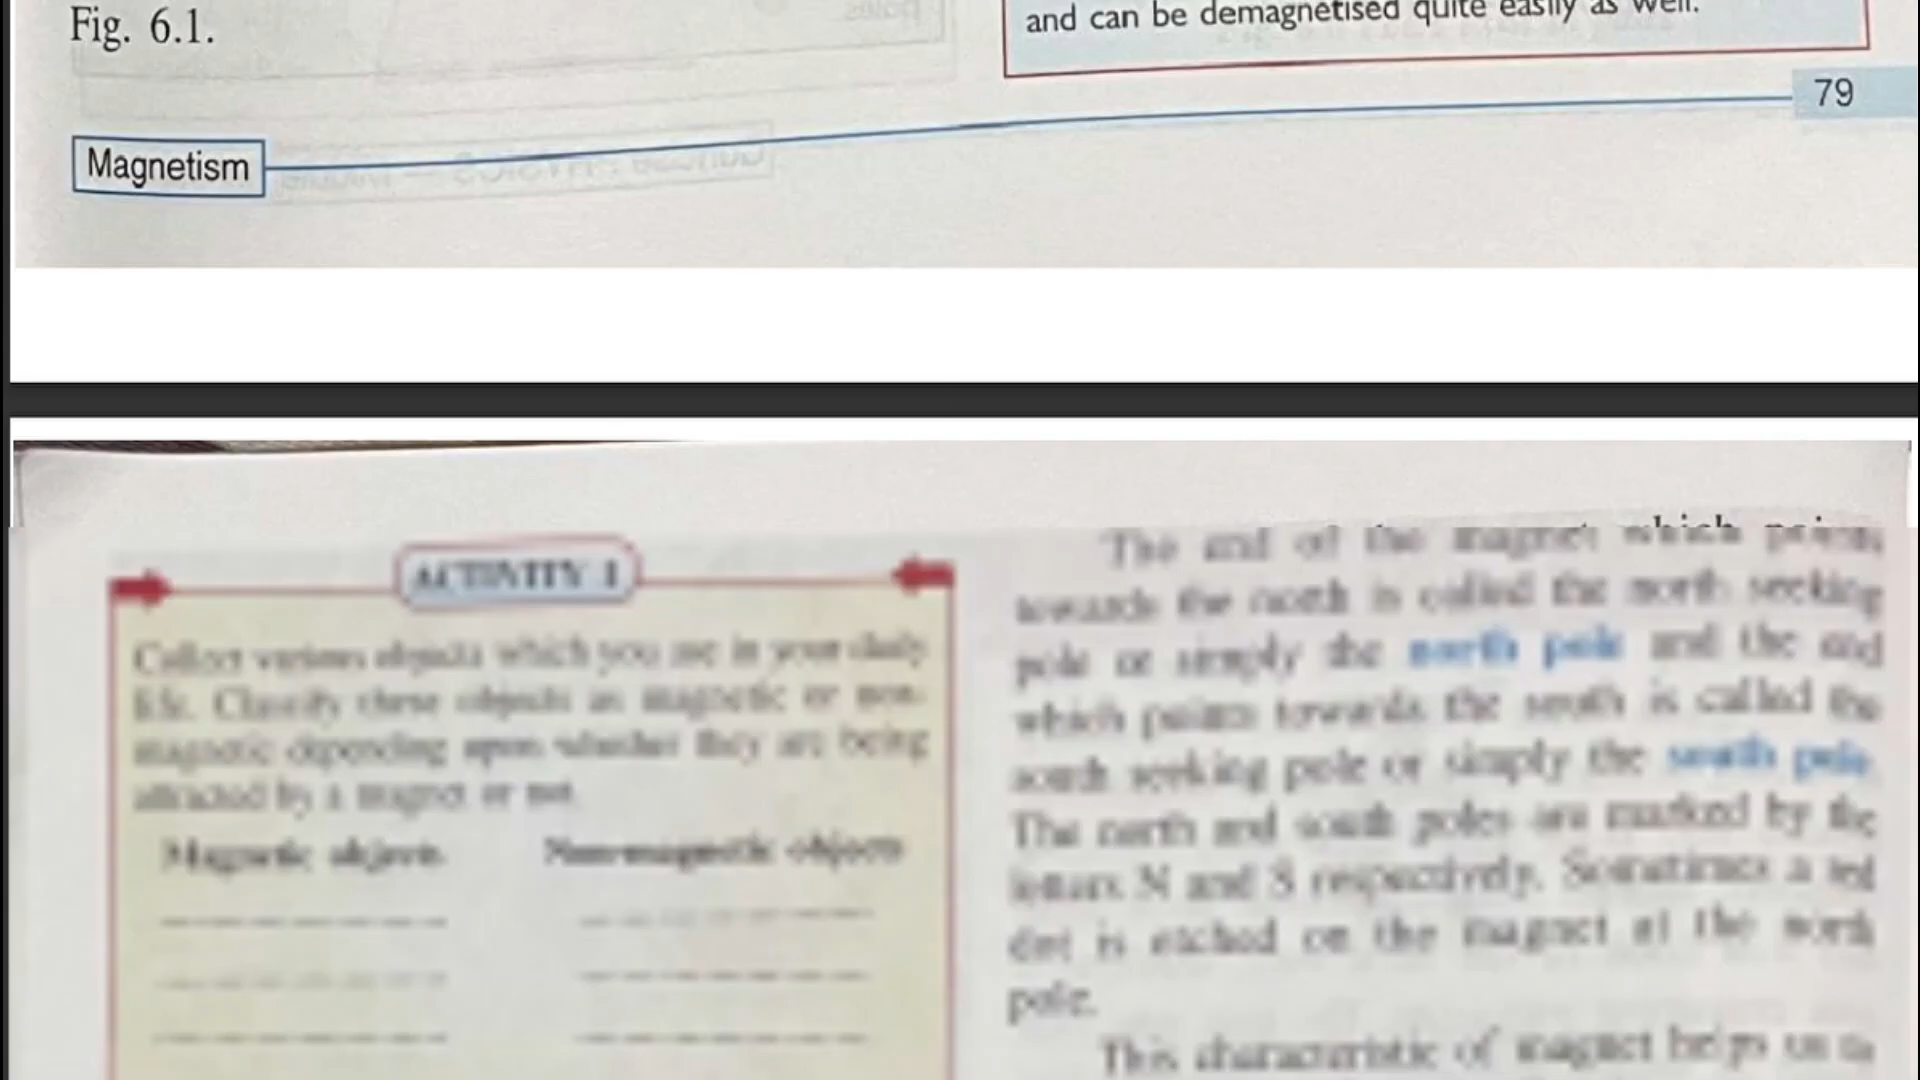 Fig. 6.1.
and can be demagnetised quite easily as well.
79
Magnetism
ACTIVITY 1
Collect various objects which you use in your daily
life. Classify these objects as magnetic or non-
magnetic depending upon whether they are being
attracted by a magnet or not.
Magnetic objects
Non-magnetic objects
The end of the magnet which points
towards the north is called the north seeking
pole or simply the north pole and the end
which points towards the south is called the
south seeking pole or simply the south pole.
The north and south poles are marked by the
letters N and S respectively. Sometimes a red
dot is etched on the magnet at the north
pole.
This characteristic of magnet helps us to